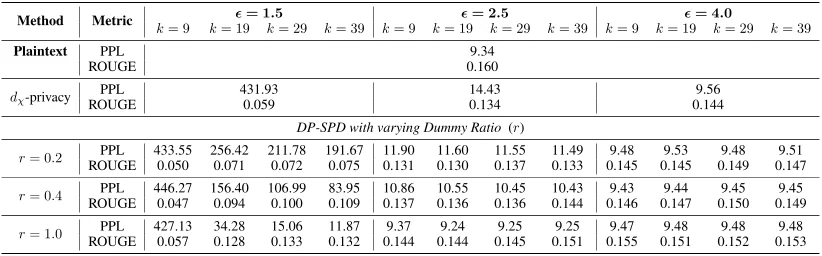 Method Metric ϵ = 1.5 ϵ = 2.5 ϵ = 4.0
k = 9 k = 19 k = 29 k = 39 k = 9 k = 19 k = 29 k = 39 k = 9 k = 19 k = 29 k = 39
Plaintext PPL 9.34
ROUGE 0.160
dχ-privacy PPL 431.93 14.43 9.56
ROUGE 0.059 0.134 0.144
DP-SPD with varying Dummy Ratio (r)
r = 0.2 PPL 433.55 256.42 211.78 191.67 11.90 11.60 11.55 11.49 9.48 9.53 9.48 9.51
ROUGE 0.050 0.071 0.072 0.075 0.131 0.130 0.137 0.133 0.145 0.145 0.149 0.147
r = 0.4 PPL 446.27 156.40 106.99 83.95 10.86 10.55 10.45 10.43 9.43 9.44 9.45 9.45
ROUGE 0.047 0.094 0.100 0.109 0.137 0.136 0.136 0.144 0.146 0.147 0.150 0.149
r = 1.0 PPL 427.13 34.28 15.06 11.87 9.37 9.24 9.25 9.25 9.47 9.48 9.48 9.48
ROUGE 0.057 0.128 0.133 0.132 0.144 0.144 0.145 0.151 0.155 0.151 0.152 0.153